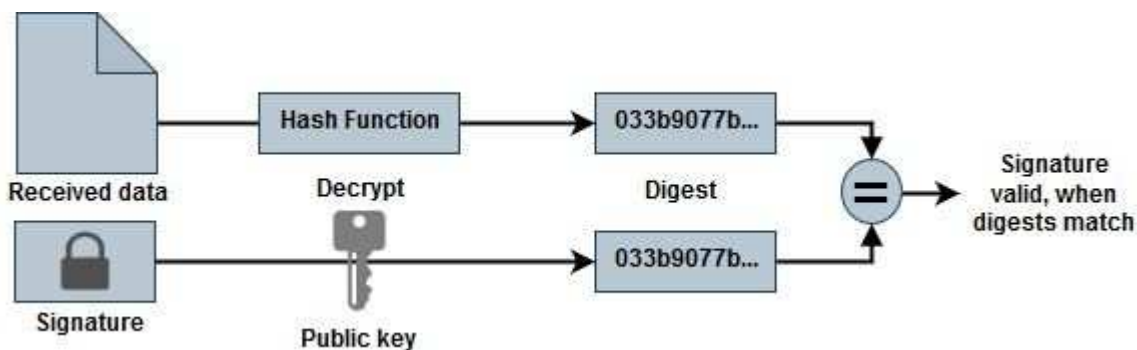 Hash Function
033b9077b...
Received data
Decrypt
Digest
Signature
valid, when
digests match
033b9077b...
Signature
Public key